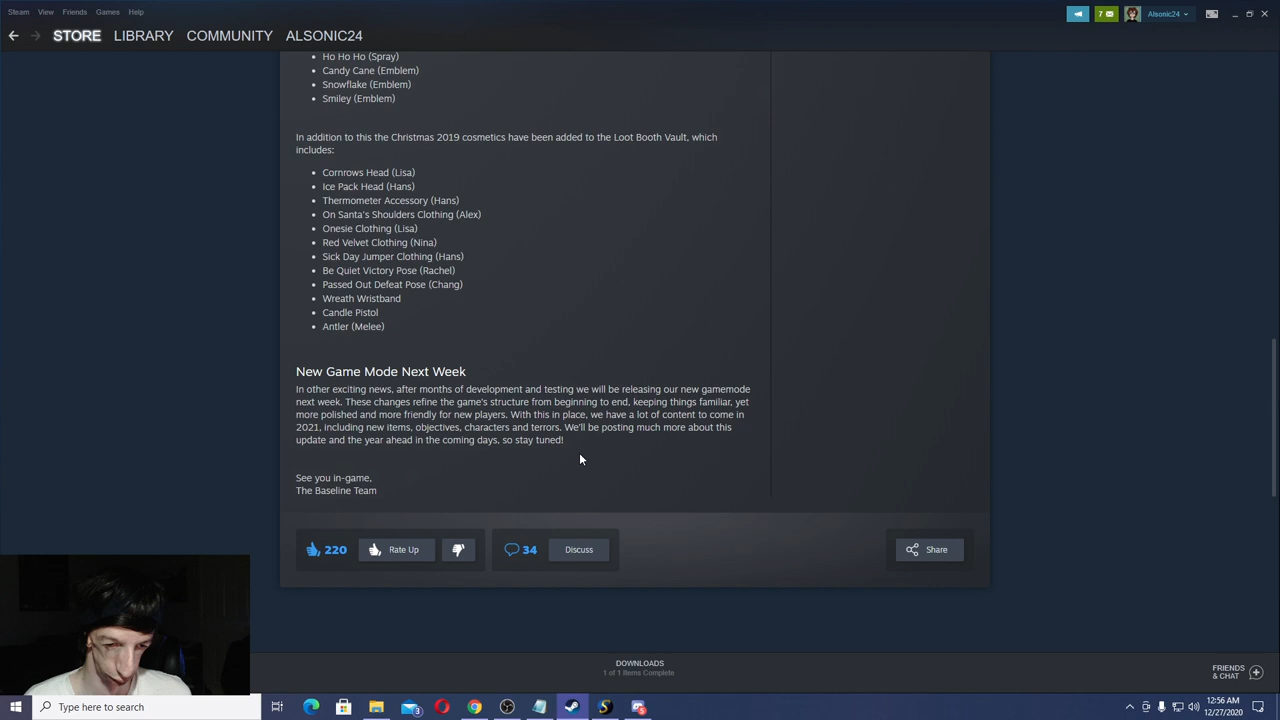 Steam View Friends Games Help
7 Alsonic24
STORE LIBRARY COMMUNITY ALSONIC24
Ho Ho Ho (Spray)
Candy Cane (Emblem)
Snowflake (Emblem)
Smiley (Emblem)
In addition to this the Christmas 2019 cosmetics have been added to the Loot Booth Vault, which
includes:
Cornrows Head (Lisa)
Ice Pack Head (Hans)
Thermometer Accessory (Hans)
On Santa's Shoulders Clothing (Alex)
Onesie Clothing (Lisa)
Red Velvet Clothing (Nina)
Sick Day Jumper Clothing (Hans)
Be Quiet Victory Pose (Rachel)
Passed Out Defeat Pose (Chang)
Wreath Wristband
Candle Pistol
Antler (Melee)
New Game Mode Next Week
In other exciting news, after months of development and testing we will be releasing our new gamemode
next week. These changes refine the game's structure from beginning to end, keeping things familiar, yet
more polished and more friendly for new players. With this in place, we have a lot of content to come in
2021, including new items, objectives, characters and terrors. We'll be posting much more about this
update and the year ahead in the coming days, so stay tuned!
See you in-game,
The Baseline Team
220 Rate Up 34 Discuss Share
DOWNLOADS
1 of 1 Items Complete
FRIENDS
& CHAT
Type here to search
3
5
12:56 AM
12/27/2020